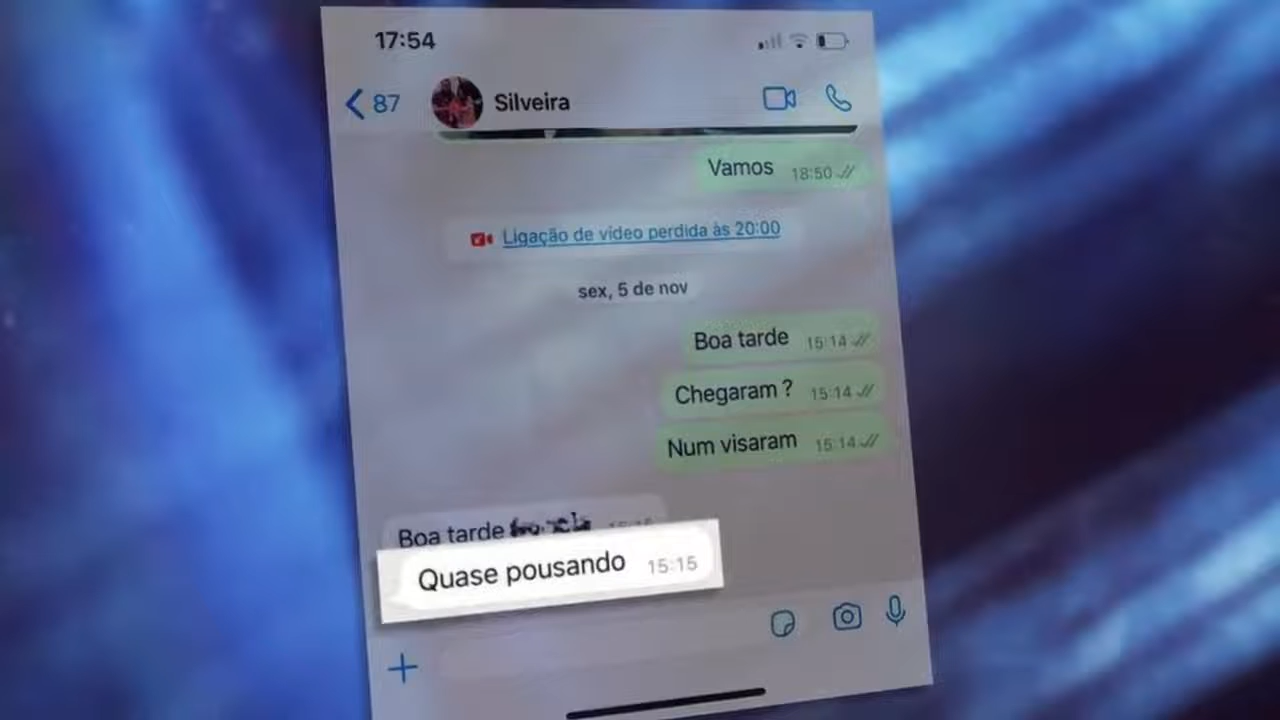 17:54
87
Silveira
Vamos 18:50
Ligação de vídeo perdida às 20:00
sex, 5 de nov
Boa tarde 15:14
Chegaram ? 15:14
Num visaram 15:14
Boa tarde
Quase pousando 15:15